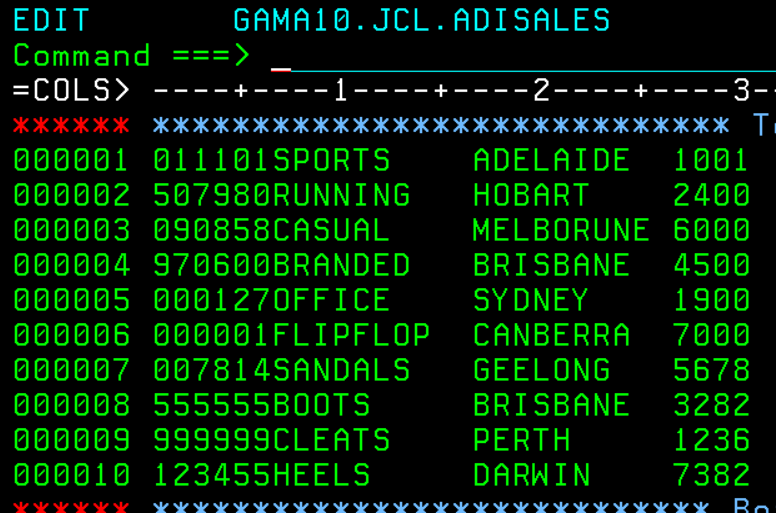 EDIT       GAMA10.JCL.ADISALES
Command ===> _
=COLS> ----+----1----+----2----+----3-
****** *****************************
000001 011101SPORTS    ADELAIDE  1001
000002 507980RUNNING   HOBART    2400
000003 090858CASUAL    MELBORUNE 6000
000004 970600BRANDED   BRISBANE  4500
000005 000127OFFICE    SYDNEY    1900
000006 000001FLIPFLOP  CANBERRA  7000
000007 007814SANDALS   GEELONG   5678
000008 555555BOOTS     BRISBANE  3282
000009 999999CLEATS    PERTH     1236
000010 123455HEELS     DARWIN    7382
****** **************************** Bo